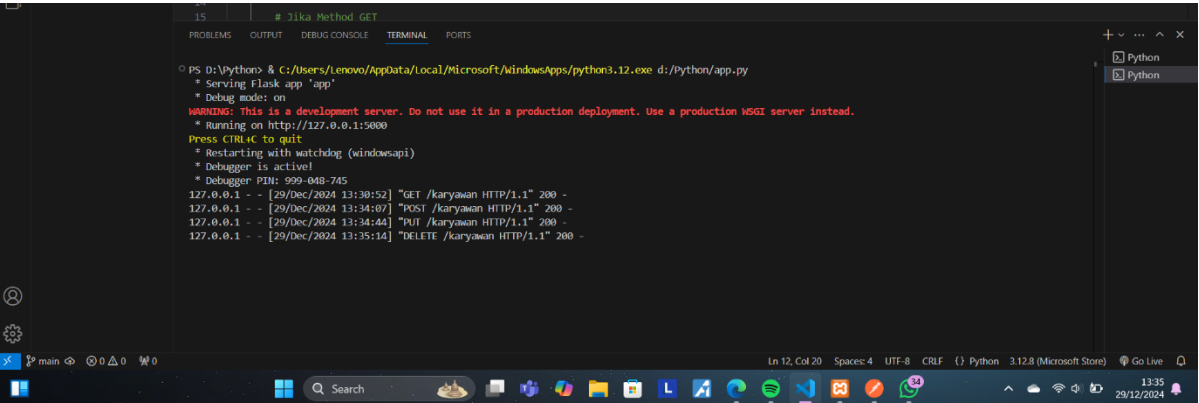 15 # Jika Method GET
PROBLEMS OUTPUT DEBUG CONSOLE TERMINAL PORTS
Python
Python
PS D:\Python> & C:/Users/Lenovo/AppData/Local/Microsoft/WindowsApps/python3.12.exe d:/Python/app.py
* Serving Flask app 'app'
* Debug mode: on
WARNING: This is a development server. Do not use it in a production deployment. Use a production WSGI server instead.
* Running on http://127.0.0.1:5000
Press CTRL+C to quit
* Restarting with watchdog (windowsapi)
* Debugger is active!
* Debugger PIN: 999-048-745
127.0.0.1 - - [29/Dec/2024 13:30:52] "GET /karyawan HTTP/1.1" 200 -
127.0.0.1 - - [29/Dec/2024 13:34:07] "POST /karyawan HTTP/1.1" 200 -
127.0.0.1 - - [29/Dec/2024 13:34:44] "PUT /karyawan HTTP/1.1" 200 -
127.0.0.1 - - [29/Dec/2024 13:35:14] "DELETE /karyawan HTTP/1.1" 200 -
main 0 0 0 Ln 12, Col 20 Spaces: 4 UTF-8 CRLF {} Python 3.12.8 (Microsoft Store) Go Live
Search L 34 13:35
29/12/2024